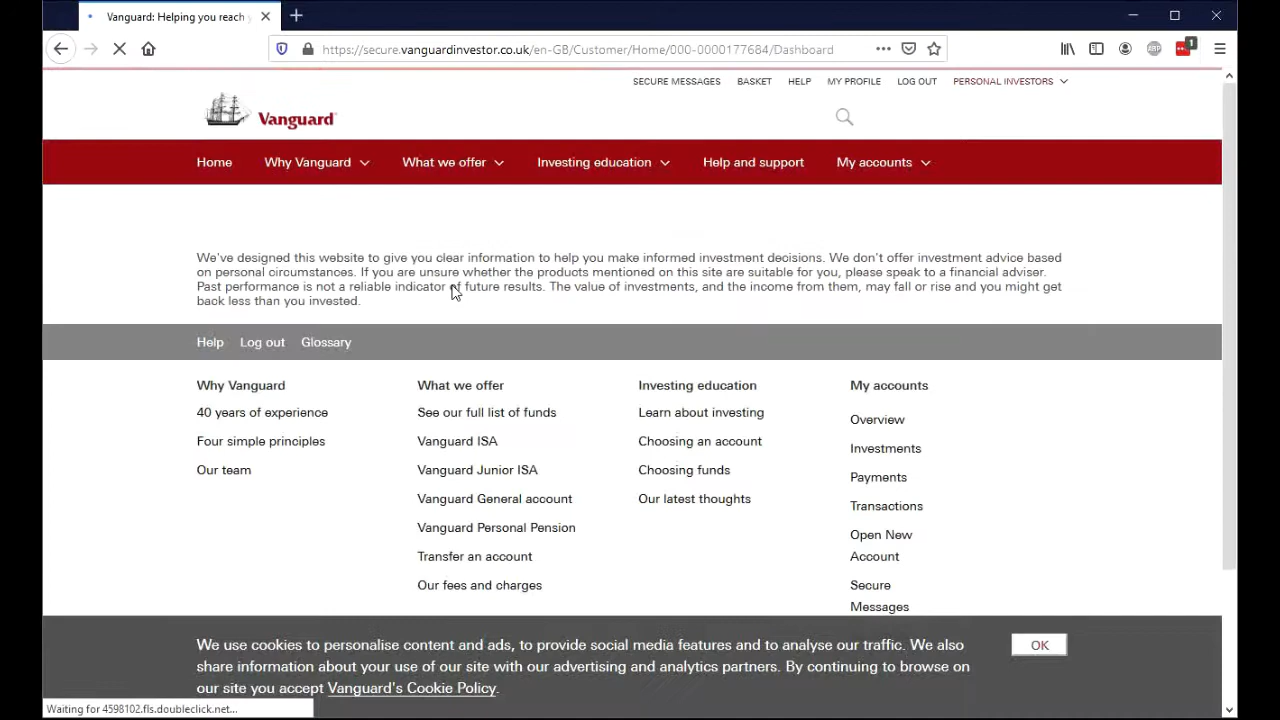 Vanguard: Helping you reach
https://secure.vanguardinvestor.co.uk/en-GB/Customer/Home/000-0000177684/Dashboard
ABP
1
SECURE MESSAGES BASKET HELP MY PROFILE LOG OUT PERSONAL INVESTORS
Vanguard
Home Why Vanguard What we offer Investing education Help and support My accounts
We've designed this website to give you clear information to help you make informed investment decisions. We don't offer investment advice based
on personal circumstances. If you are unsure whether the products mentioned on this site are suitable for you, please speak to a financial adviser.
Past performance is not a reliable indicator of future results. The value of investments, and the income from them, may fall or rise and you might get
back less than you invested.
Help Log out Glossary
Why Vanguard What we offer Investing education My accounts
40 years of experience See our full list of funds Learn about investing Overview
Four simple principles Vanguard ISA Choosing an account Investments
Our team Vanguard Junior ISA Choosing funds Payments
Vanguard General account Our latest thoughts Transactions
Vanguard Personal Pension Open New
Transfer an account Account
Our fees and charges Secure
Messages
We use cookies to personalise content and ads, to provide social media features and to analyse our traffic. We also OK
share information about your use of our site with our advertising and analytics partners. By continuing to browse on
our site you accept Vanguard's Cookie Policy.
Waiting for 4598102.fls.doubleclick.net...